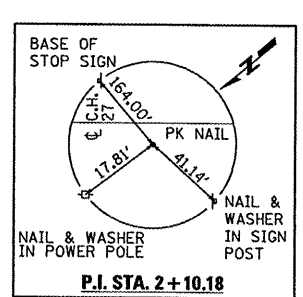 BASE OF
STOP SIGN
N
164.00'
℄ C.H.
27
PK NAIL
17.81'
41.14'
NAIL & WASHER
IN POWER POLE
NAIL &
WASHER
IN SIGN
POST
P.I. STA. 2+10.18